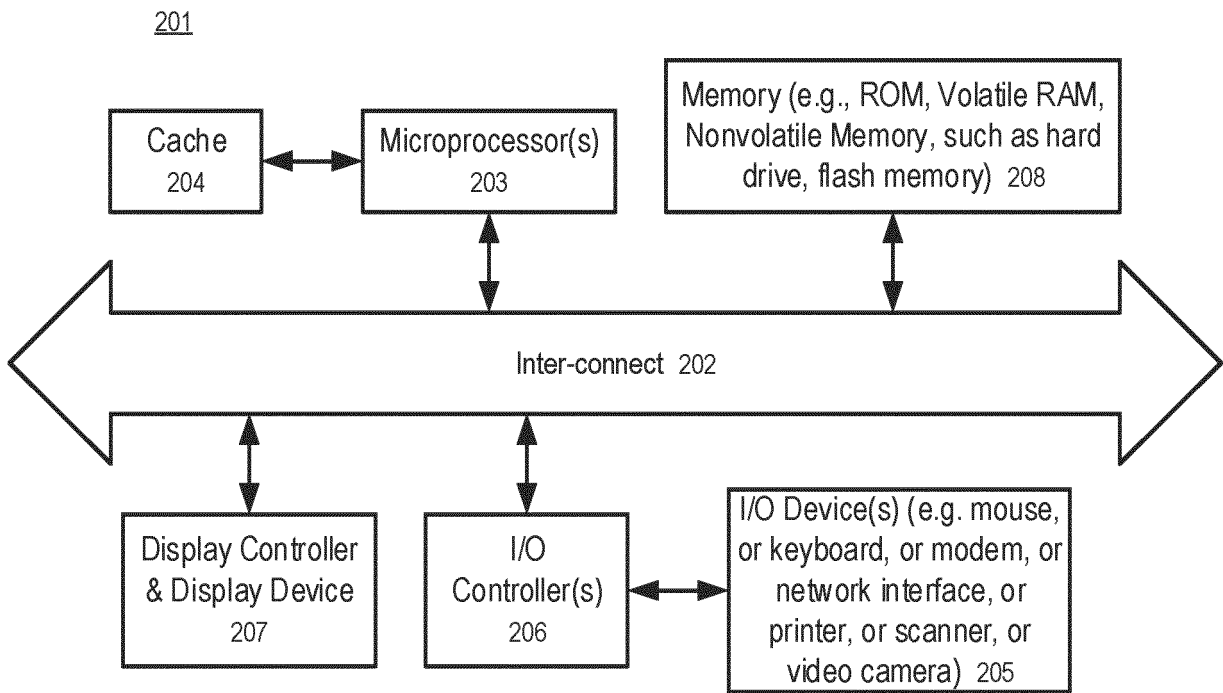 201
Cache
204
Microprocessor(s)
203
Memory (e.g., ROM, Volatile RAM,
Nonvolatile Memory, such as hard
drive, flash memory) 208
Inter-connect 202
Display Controller
& Display Device
207
I/O
Controller(s)
206
I/O Device(s) (e.g. mouse,
or keyboard, or modem, or
network interface, or
printer, or scanner, or
video camera) 205